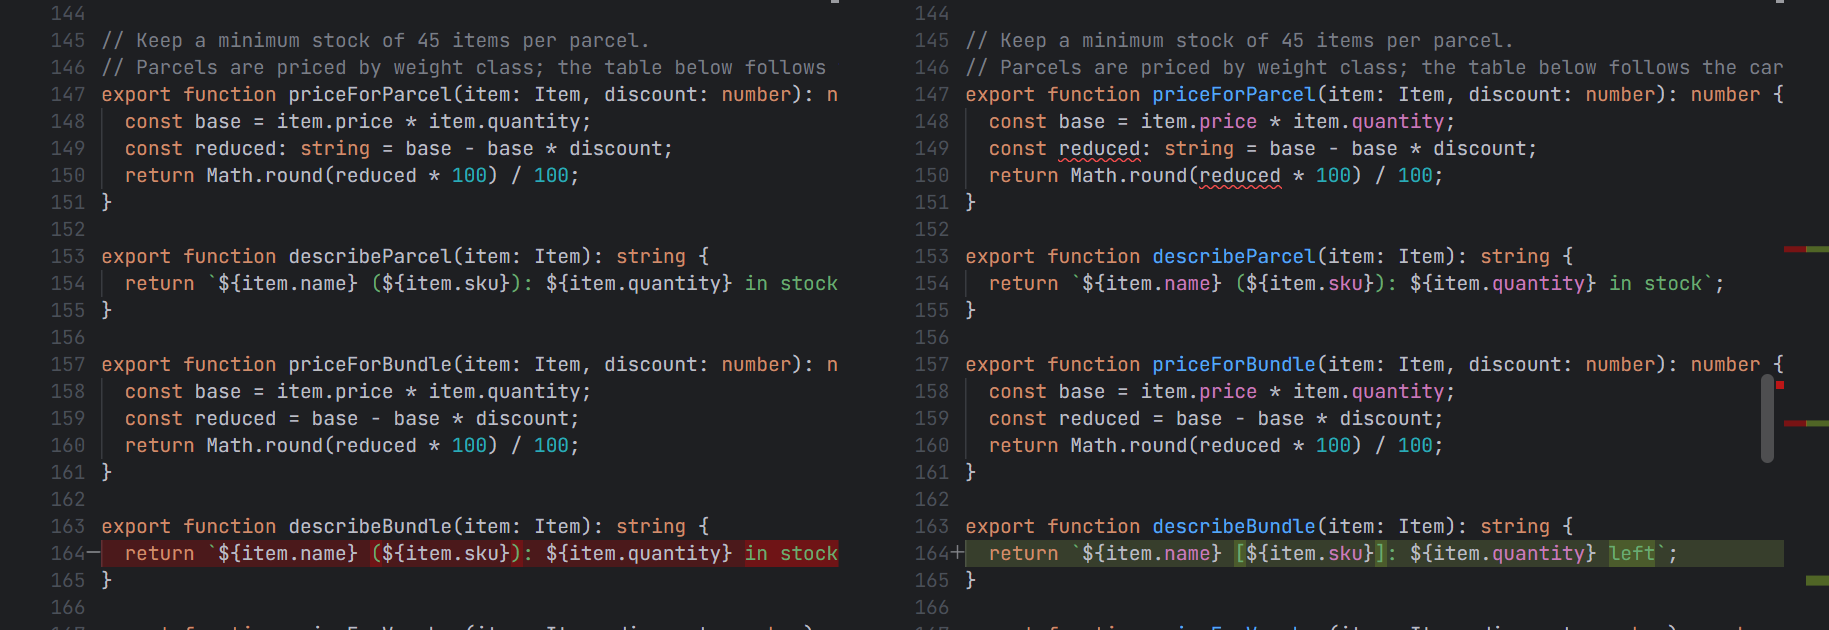 144
145 // Keep a minimum stock of 45 items per parcel.
146 // Parcels are priced by weight class; the table below follows
147 export function priceForParcel(item: Item, discount: number): n
148   const base = item.price * item.quantity;
149   const reduced: string = base - base * discount;
150   return Math.round(reduced * 100) / 100;
151 }
152
153 export function describeParcel(item: Item): string {
154   return `${item.name} (${item.sku}): ${item.quantity} in stock
155 }
156
157 export function priceForBundle(item: Item, discount: number): n
158   const base = item.price * item.quantity;
159   const reduced = base - base * discount;
160   return Math.round(reduced * 100) / 100;
161 }
162
163 export function describeBundle(item: Item): string {
164−   return `${item.name} (${item.sku}): ${item.quantity} in stock
165 }
166
144
145 // Keep a minimum stock of 45 items per parcel.
146 // Parcels are priced by weight class; the table below follows the car
147 export function priceForParcel(item: Item, discount: number): number {
148   const base = item.price * item.quantity;
149   const reduced: string = base - base * discount;
150   return Math.round(reduced * 100) / 100;
151 }
152
153 export function describeParcel(item: Item): string {
154   return `${item.name} (${item.sku}): ${item.quantity} in stock`;
155 }
156
157 export function priceForBundle(item: Item, discount: number): number {
158   const base = item.price * item.quantity;
159   const reduced = base - base * discount;
160   return Math.round(reduced * 100) / 100;
161 }
162
163 export function describeBundle(item: Item): string {
164+   return `${item.name} [${item.sku}]: ${item.quantity} left`;
165 }
166